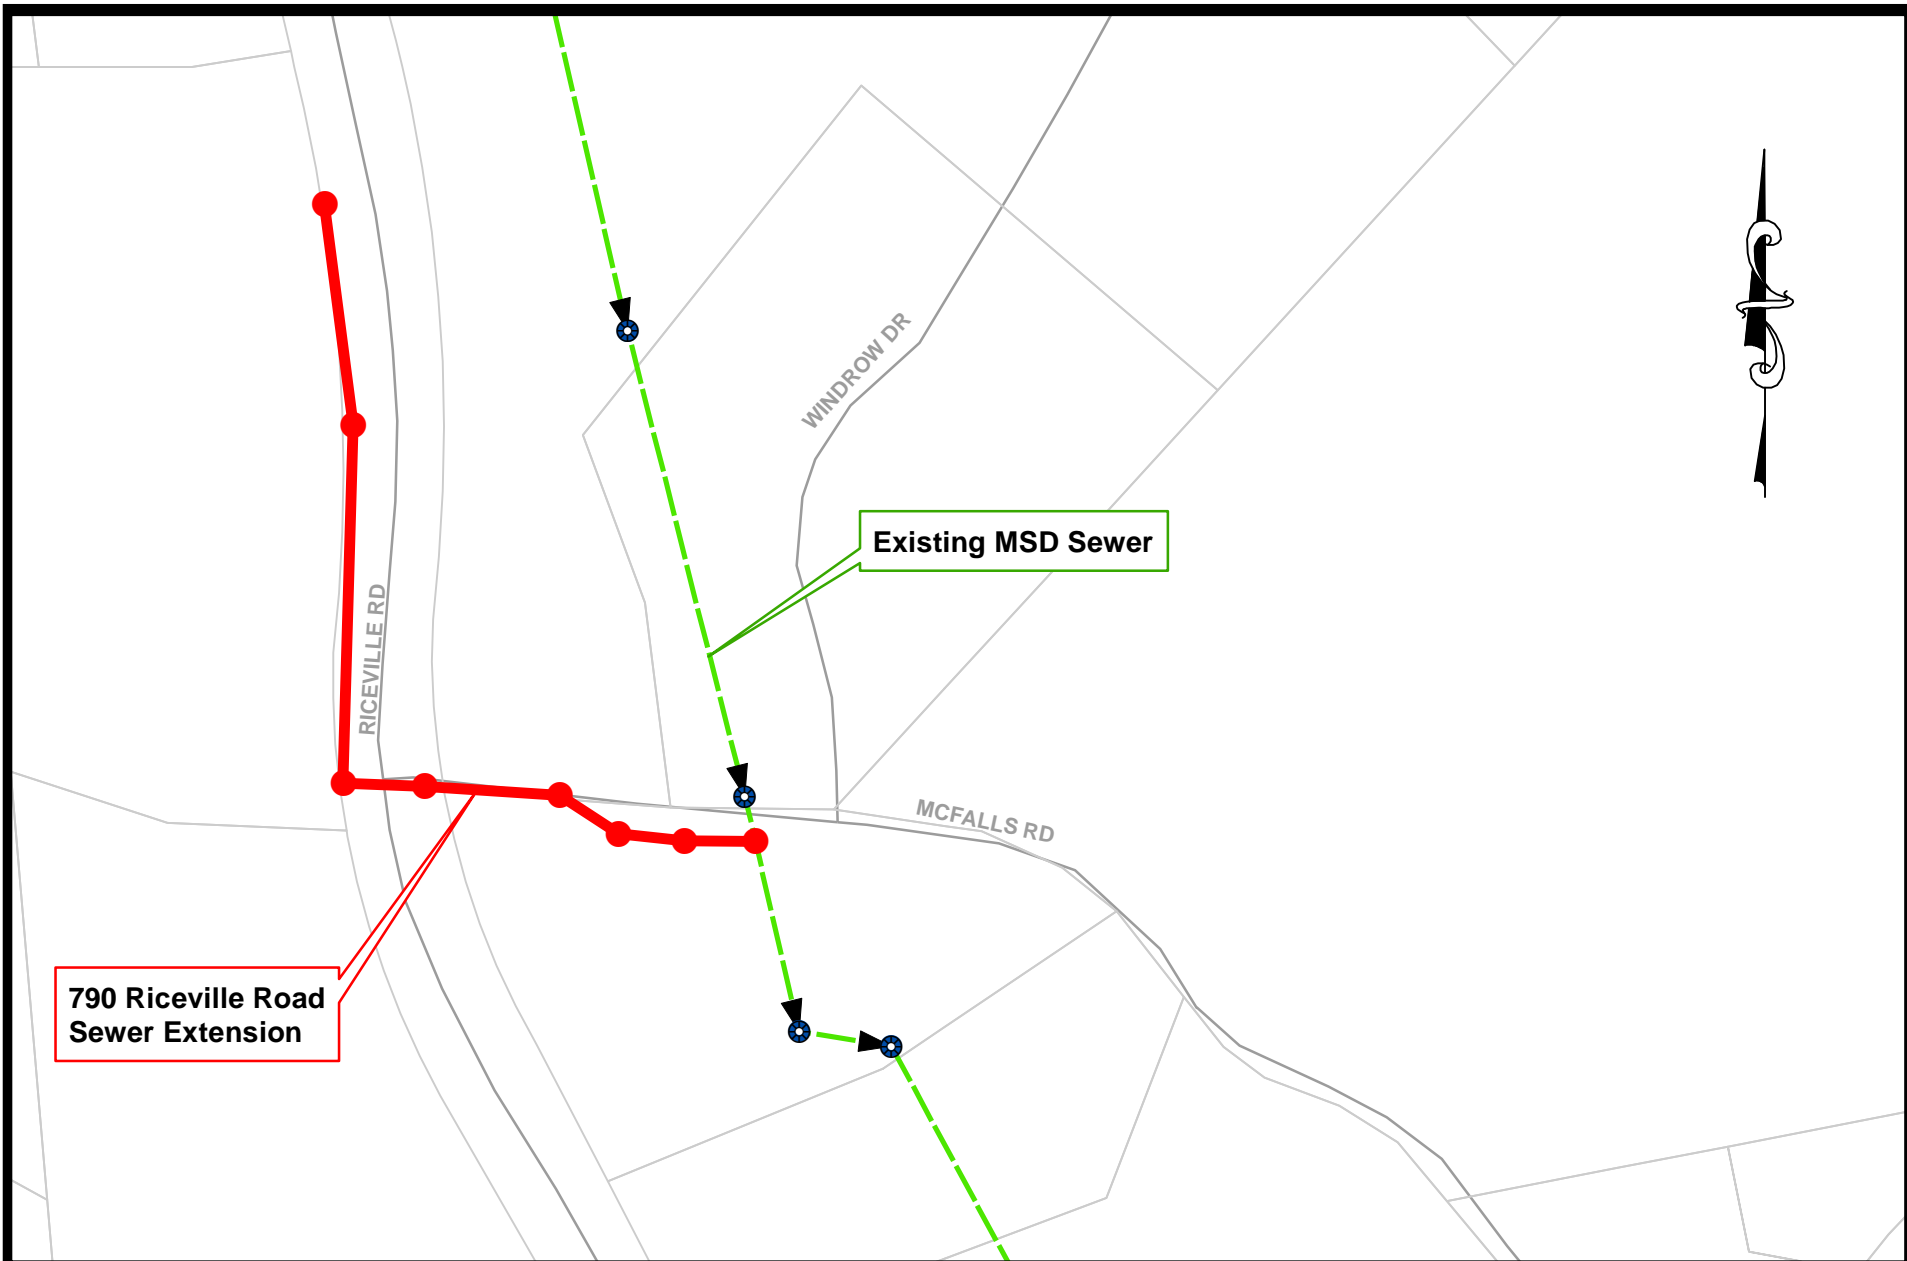 WINDROW DR
Existing MSD Sewer
RICEVILLE RD
MCFALLS RD
790 Riceville Road
Sewer Extension